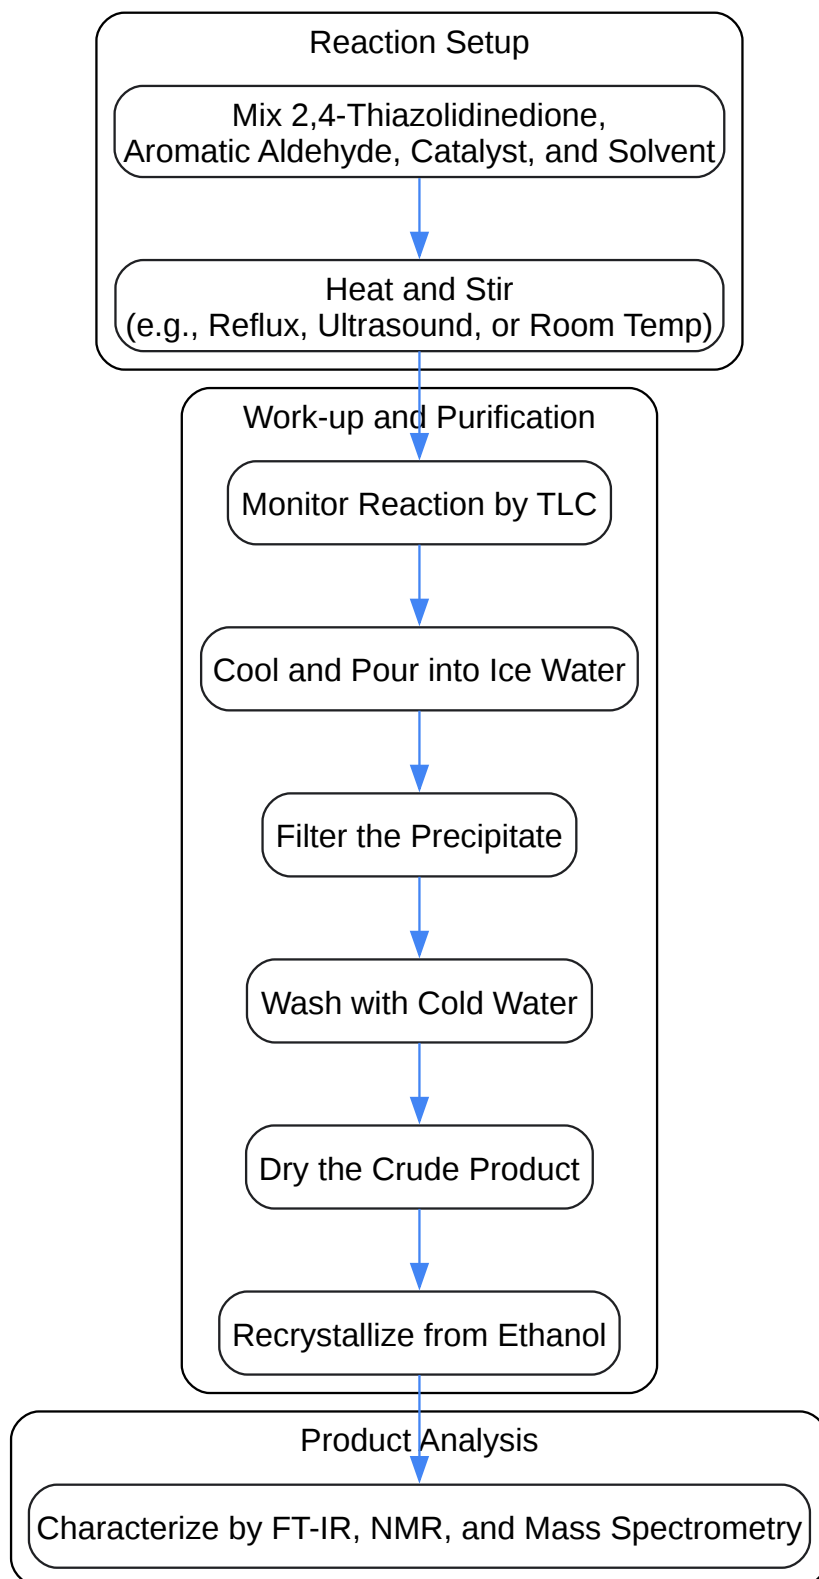 Reaction Setup
Mix 2,4-Thiazolidinedione,
Aromatic Aldehyde, Catalyst, and Solvent
Heat and Stir
(e.g., Reflux, Ultrasound, or Room Temp)
Work-up and Purification
Monitor Reaction by TLC
Cool and Pour into Ice Water
Filter the Precipitate
Wash with Cold Water
Dry the Crude Product
Recrystallize from Ethanol
Product Analysis
Characterize by FT-IR, NMR, and Mass Spectrometry